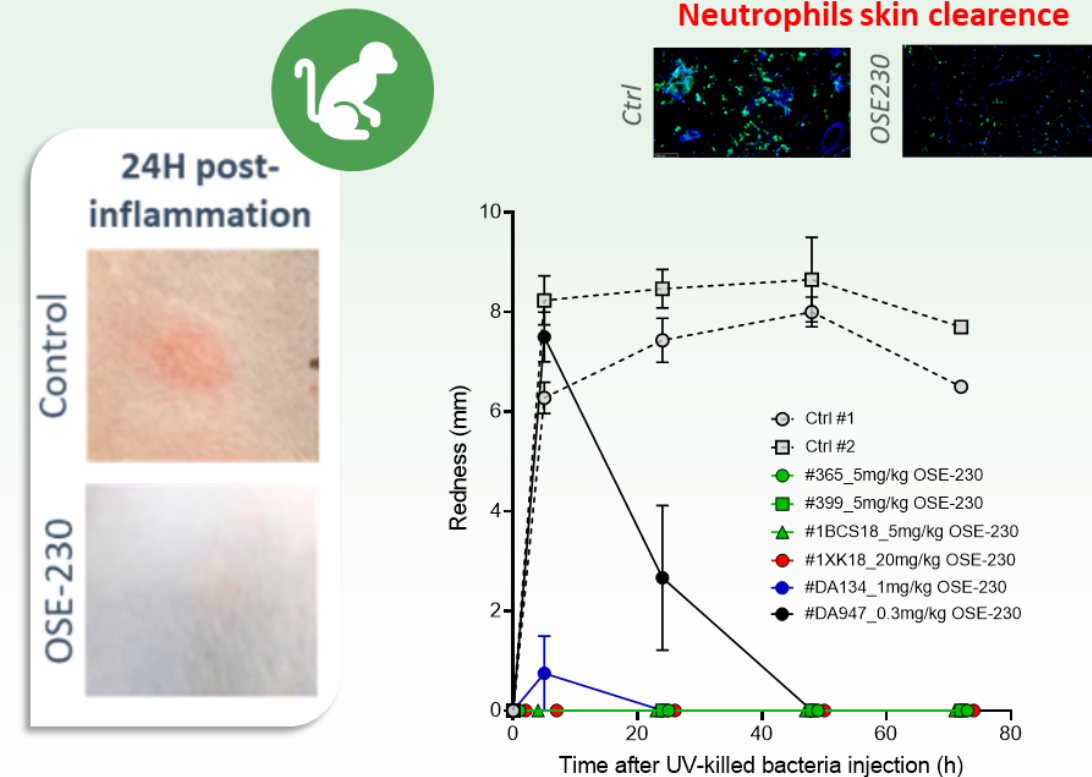 Neutrophils skin clearence
Ctrl
OSE230
24H post-
inflammation
Control
OSE-230
10
8
6
4
2
0
Redness (mm)
Ctrl #1
Ctrl #2
#365_5mg/kg OSE-230
#399_5mg/kg OSE-230
#1BCS18_5mg/kg OSE-230
#1XK18_20mg/kg OSE-230
#DA134_1mg/kg OSE-230
#DA947_0.3mg/kg OSE-230
0 20 40 60 80
Time after UV-killed bacteria injection (h)